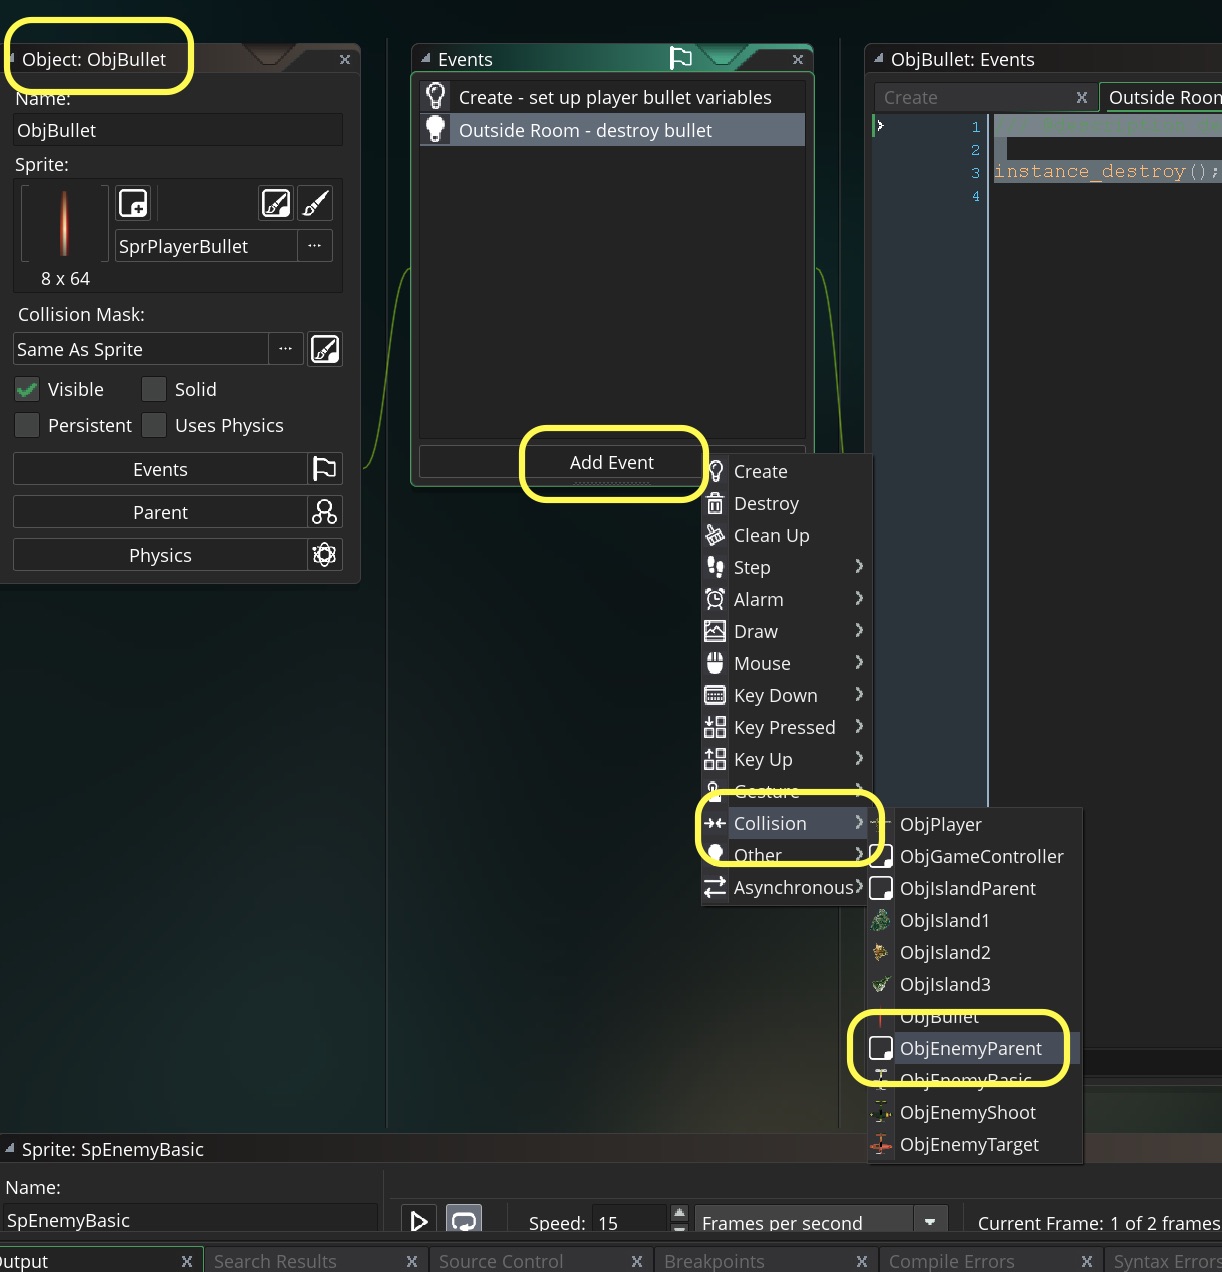 Object: ObjBullet
Name:
ObjBullet
Sprite:
SprPlayerBullet
...
8 x 64
Collision Mask:
Same As Sprite
...
Visible
Solid
Persistent
Uses Physics
Events
Parent
Physics
Events
Create - set up player bullet variables
Outside Room - destroy bullet
Add Event
ObjBullet: Events
Create
Outside Room
1
2
3 instance_destroy();
4
Create
Destroy
Clean Up
Step
Alarm
Draw
Mouse
Key Down
Key Pressed
Key Up
Gesture
Collision
Other
Asynchronous
ObjPlayer
ObjGameController
ObjIslandParent
ObjIsland1
ObjIsland2
ObjIsland3
ObjBullet
ObjEnemyParent
ObjEnemyBasic
ObjEnemyShoot
ObjEnemyTarget
Sprite: SpEnemyBasic
Name:
SpEnemyBasic
Speed: 15 Frames per second
Current Frame: 1 of 2 frames
Output
Search Results
Source Control
Breakpoints
Compile Errors
Syntax Errors